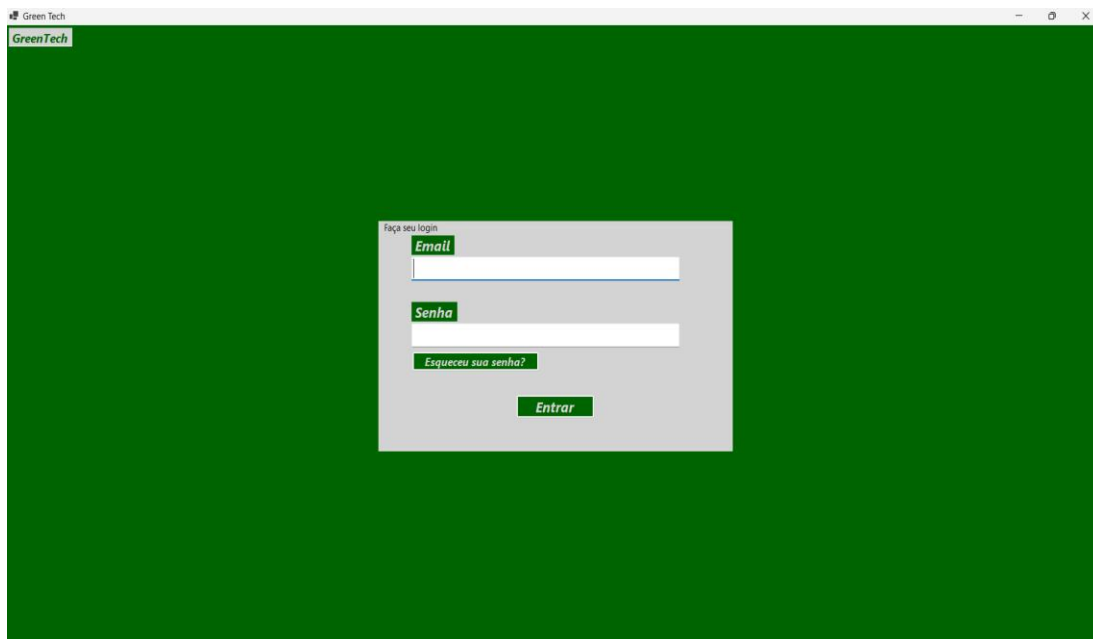 Green Tech
GreenTech
Faça seu login
Email
Senha
Esqueceu sua senha?
Entrar